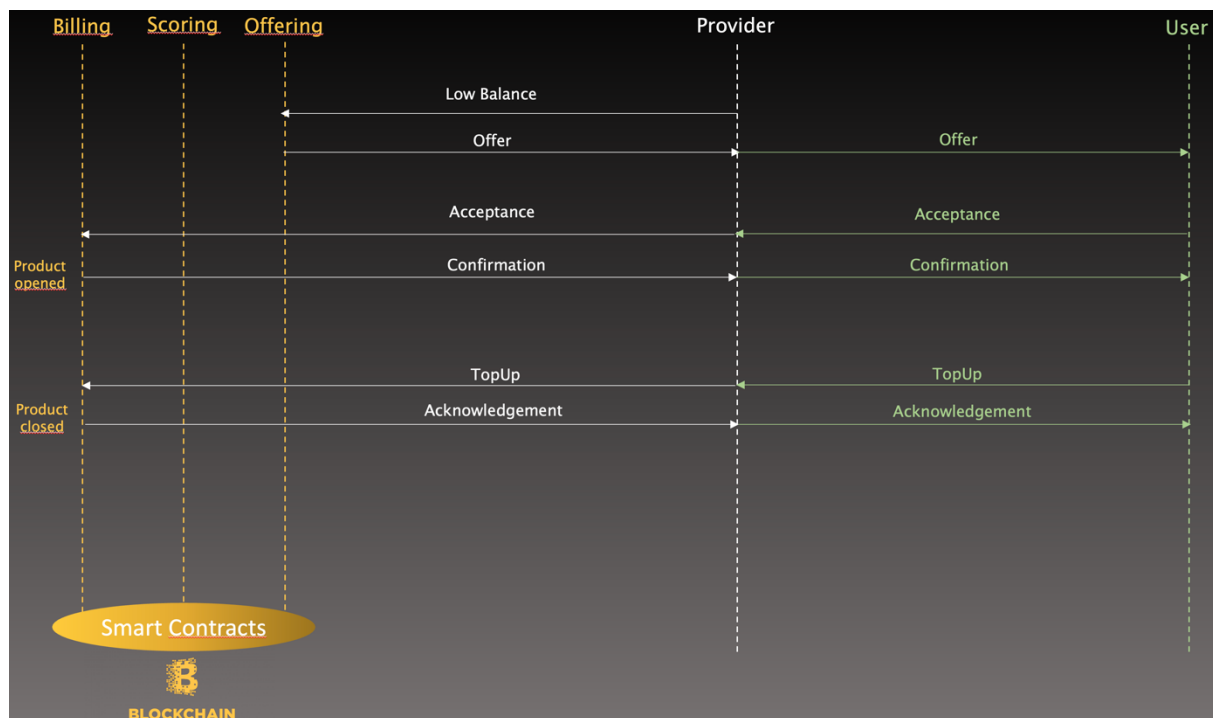 Billing Scoring Offering Provider User
Low Balance
Offer Offer
Acceptance Acceptance
Product
opened
Confirmation Confirmation
TopUp TopUp
Product
closed
Acknowledgement Acknowledgement
Smart Contracts
BLOCKCHAIN